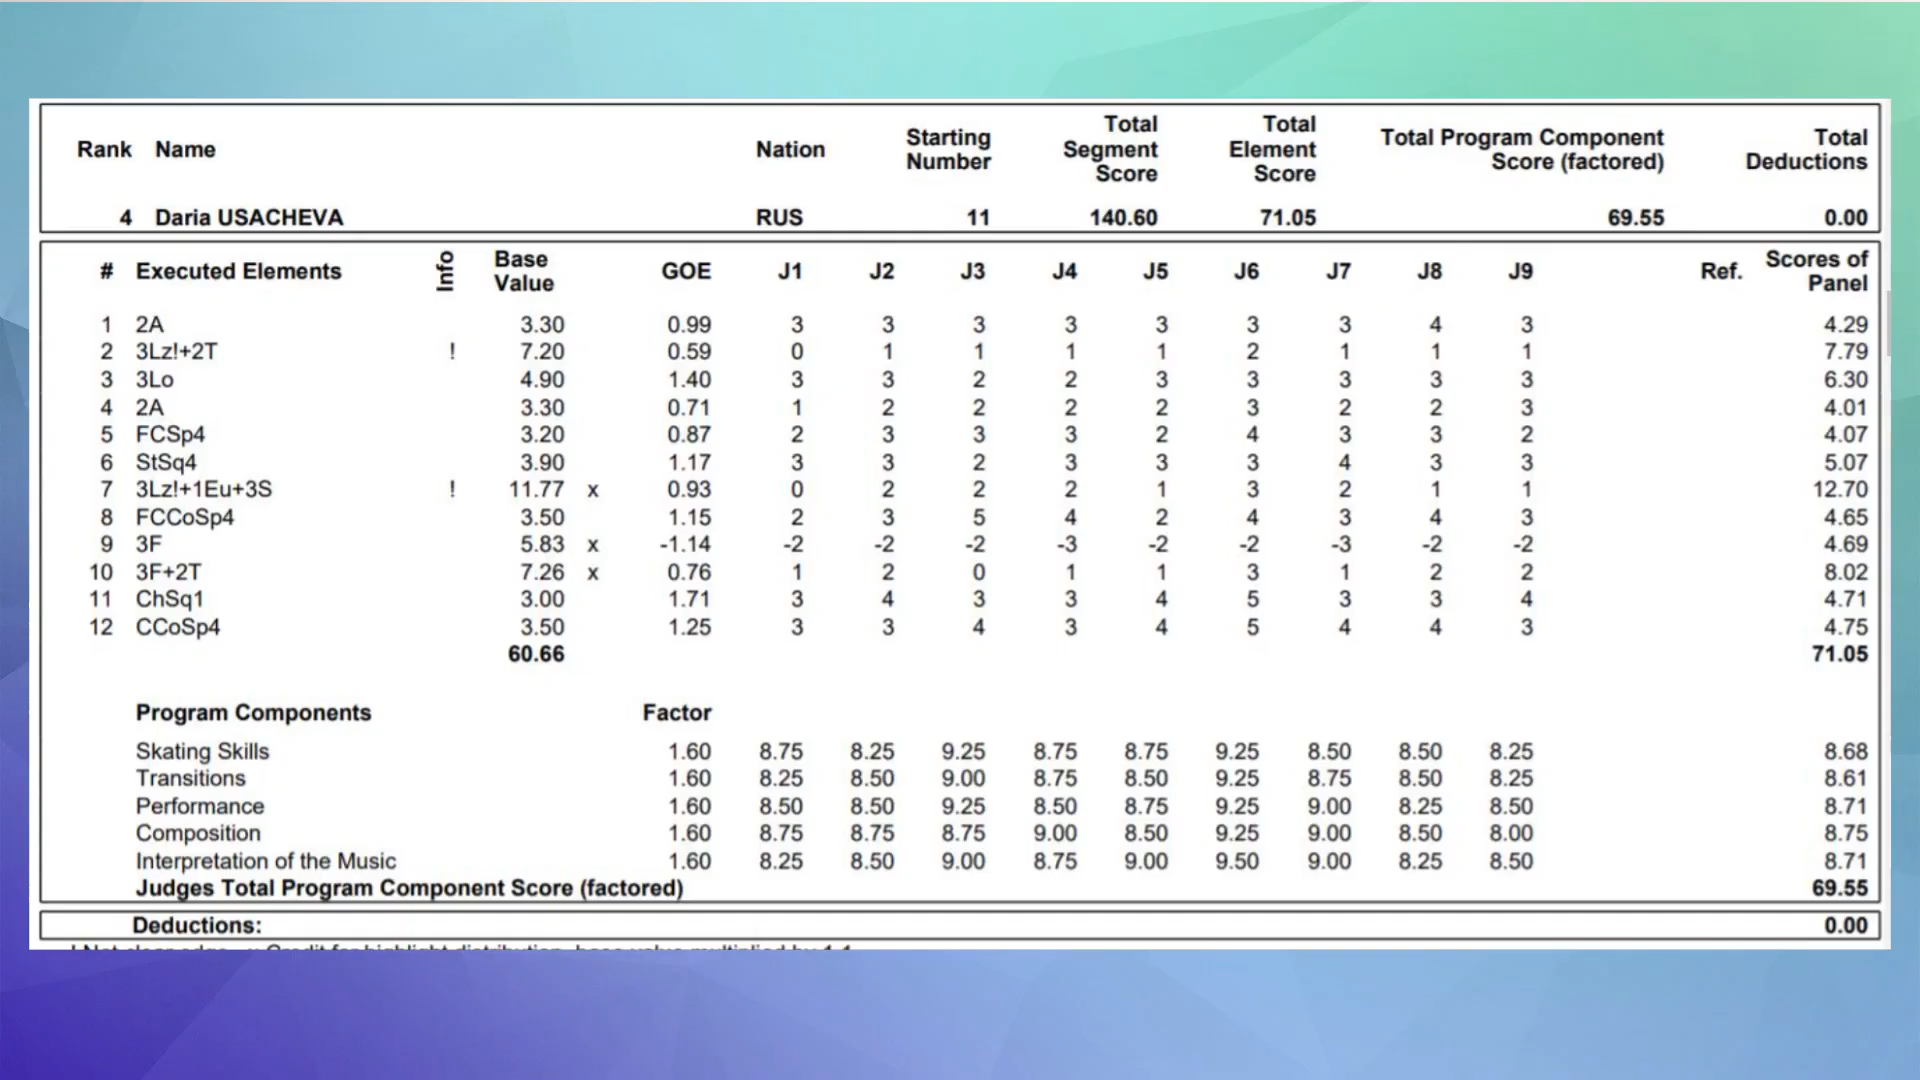 Rank Name Nation Starting Number Total Segment Score Total Element Score Total Program Component Score (factored) Total Deductions
4 Daria USACHEVA RUS 11 140.60 71.05 69.55 0.00
# Executed Elements Info Base Value GOE J1 J2 J3 J4 J5 J6 J7 J8 J9 Ref. Scores of Panel
1 2A 3.30 0.99 3 3 3 3 3 3 3 4 3 4.29
2 3Lz!+2T ! 7.20 0.59 0 1 1 1 1 2 1 1 1 7.79
3 3Lo 4.90 1.40 3 3 2 2 3 3 3 3 3 6.30
4 2A 3.30 0.71 1 2 2 2 2 3 2 2 3 4.01
5 FCSp4 3.20 0.87 2 3 3 3 2 4 3 3 2 4.07
6 StSq4 3.90 1.17 3 3 2 3 3 3 4 3 3 5.07
7 3Lz!+1Eu+3S ! 11.77 x 0.93 0 2 2 2 1 3 2 1 1 12.70
8 FCCoSp4 3.50 1.15 2 3 5 4 2 4 3 4 3 4.65
9 3F 5.83 x -1.14 -2 -2 -2 -3 -2 -2 -3 -2 -2 4.69
10 3F+2T 7.26 x 0.76 1 2 0 1 1 3 1 2 2 8.02
11 ChSq1 3.00 1.71 3 4 3 3 4 5 3 3 4 4.71
12 CCoSp4 3.50 1.25 3 3 4 3 4 5 4 4 3 4.75
60.66 71.05
Program Components Factor
Skating Skills 1.60 8.75 8.25 9.25 8.75 8.75 9.25 8.50 8.50 8.25 8.68
Transitions 1.60 8.25 8.50 9.00 8.75 8.50 9.25 8.75 8.50 8.25 8.61
Performance 1.60 8.50 8.50 9.25 8.50 8.75 9.25 9.00 8.25 8.50 8.71
Composition 1.60 8.75 8.75 8.75 9.00 8.50 9.25 9.00 8.50 8.00 8.75
Interpretation of the Music 1.60 8.25 8.50 9.00 8.75 9.00 9.50 9.00 8.25 8.50 8.71
Judges Total Program Component Score (factored) 69.55
Deductions: 0.00
! Not clear edge x Credit for highlight distribution, base value multiplied by 1.1